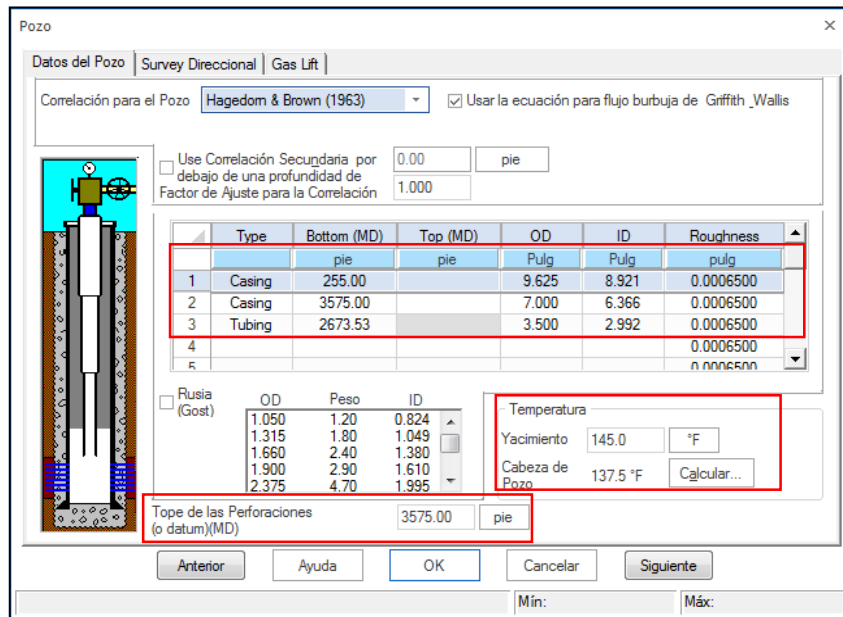 Pozo ×
Datos del Pozo Survey Direccional Gas Lift
Correlación para el Pozo Hagedorn & Brown (1963) Usar la ecuación para flujo burbuja de Griffith _Wallis
Use Correlación Secundaria por 0.00 pie
debajo de una profundidad de
Factor de Ajuste para la Correlación 1.000
Type Bottom (MD) Top (MD) OD ID Roughness
pie pie Pulg Pulg pulg
1 Casing 255.00 9.625 8.921 0.0006500
2 Casing 3575.00 7.000 6.366 0.0006500
3 Tubing 2673.53 3.500 2.992 0.0006500
4 0.0006500
5 0.0006500
Rusia
(Gost)
OD Peso ID
1.050 1.20 0.824
1.315 1.80 1.049
1.660 2.40 1.380
1.900 2.90 1.610
2.375 4.70 1.995
Temperatura
Yacimiento 145.0 °F
Cabeza de
Pozo 137.5 °F Calcular...
Tope de las Perforaciones
(o datum)(MD) 3575.00 pie
Anterior Ayuda OK Cancelar Siguiente
Mín: Máx: